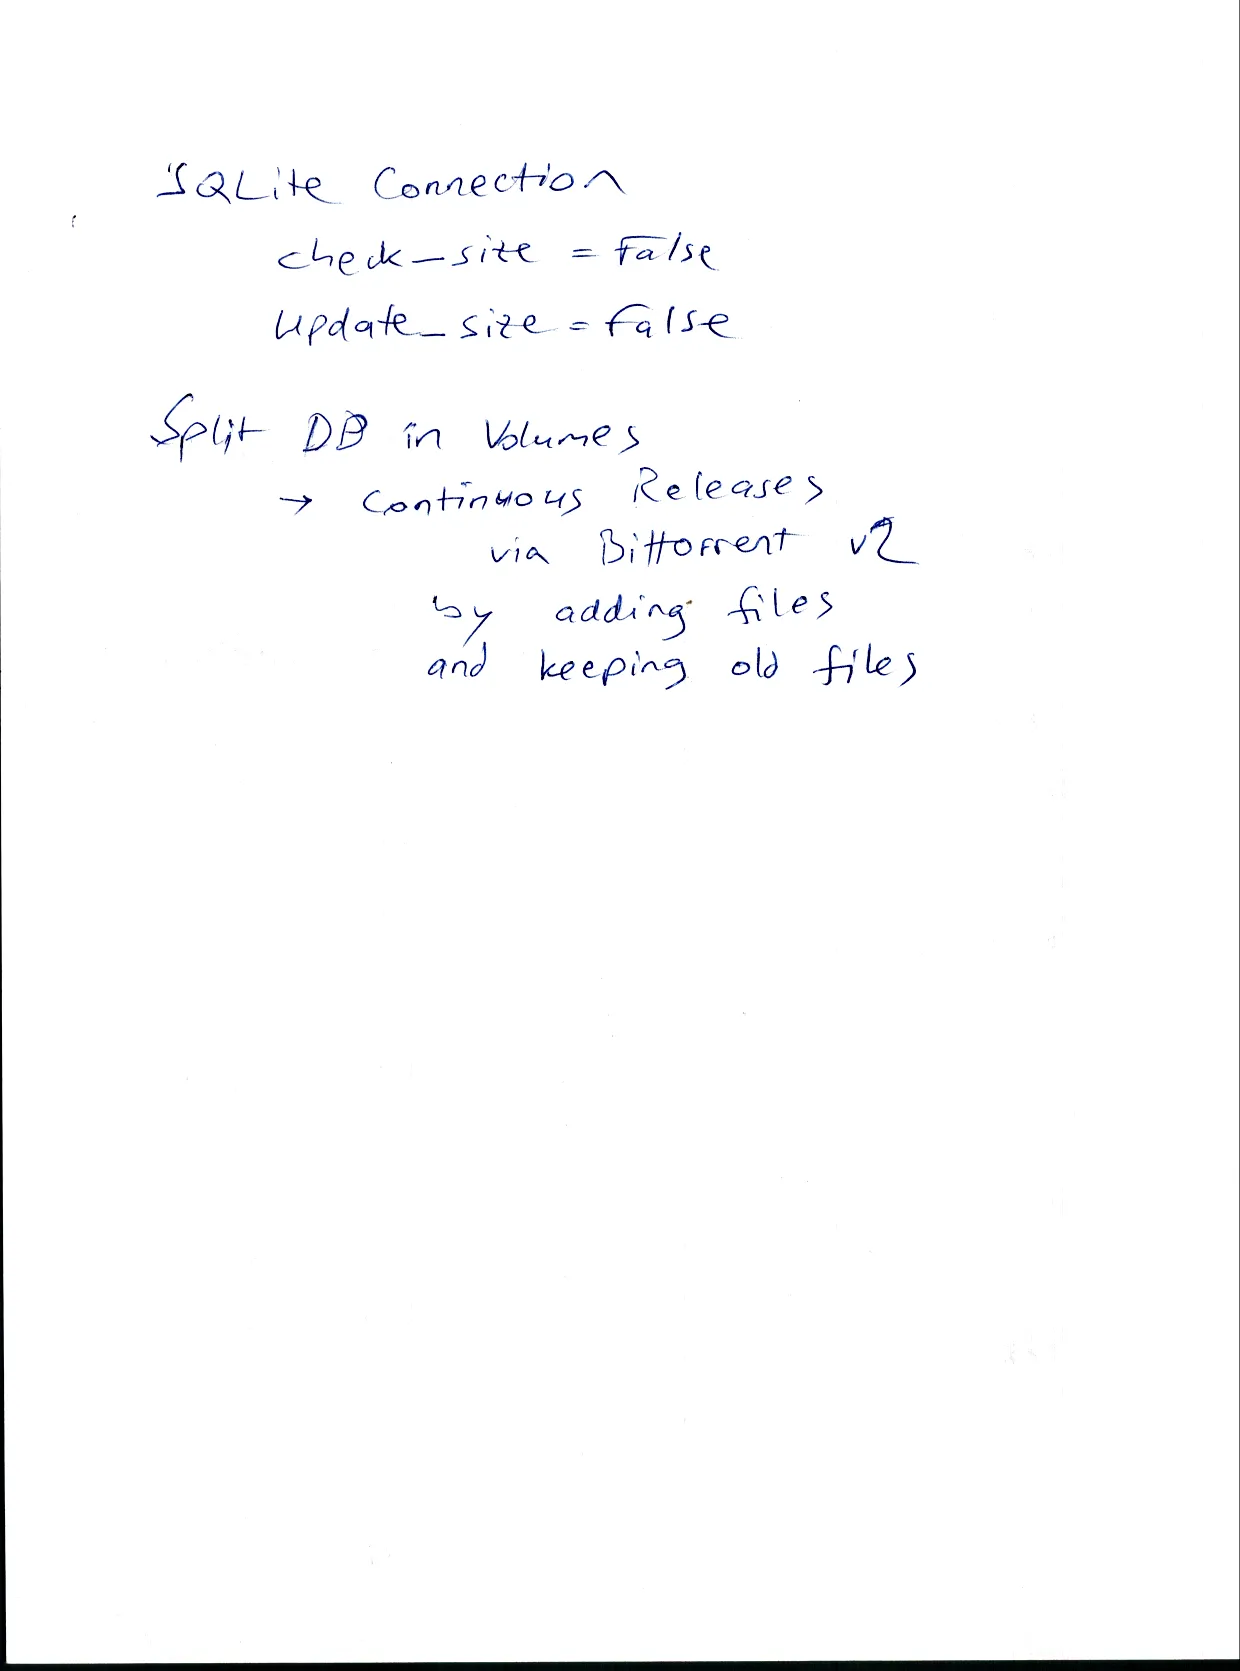 SQLite Connection
check_size = False
update_size = False
Split DB in Volumes
→ Continuous Releases
via Bittorrent v2
by adding files
and keeping old files